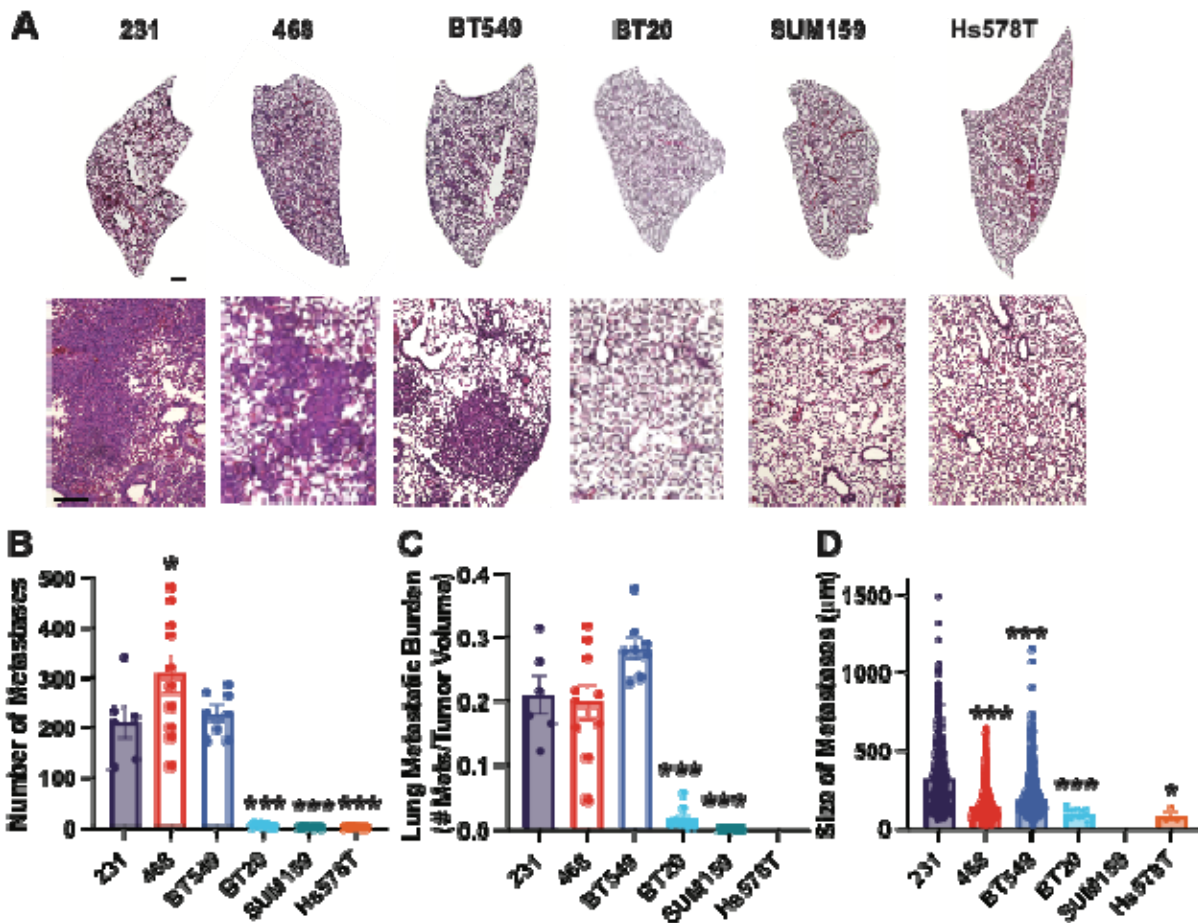 A
231 468 BT549 BT20 SUM159 Hs578T
B
Number of Metastases
500
400
300
200
100
0
*
*** *** ***
231 468 BT549 BT20 SUM159 Hs578T
C
Lung Metastatic Burden
(# Mets/Tumor Volume)
0.4
0.3
0.2
0.1
0.0
*** ***
231 468 BT549 BT20 SUM159 Hs578T
D
Size of Metastases (μm)
1500
1000
500
0
*** *** *** *
231 468 BT549 BT20 SUM159 Hs578T